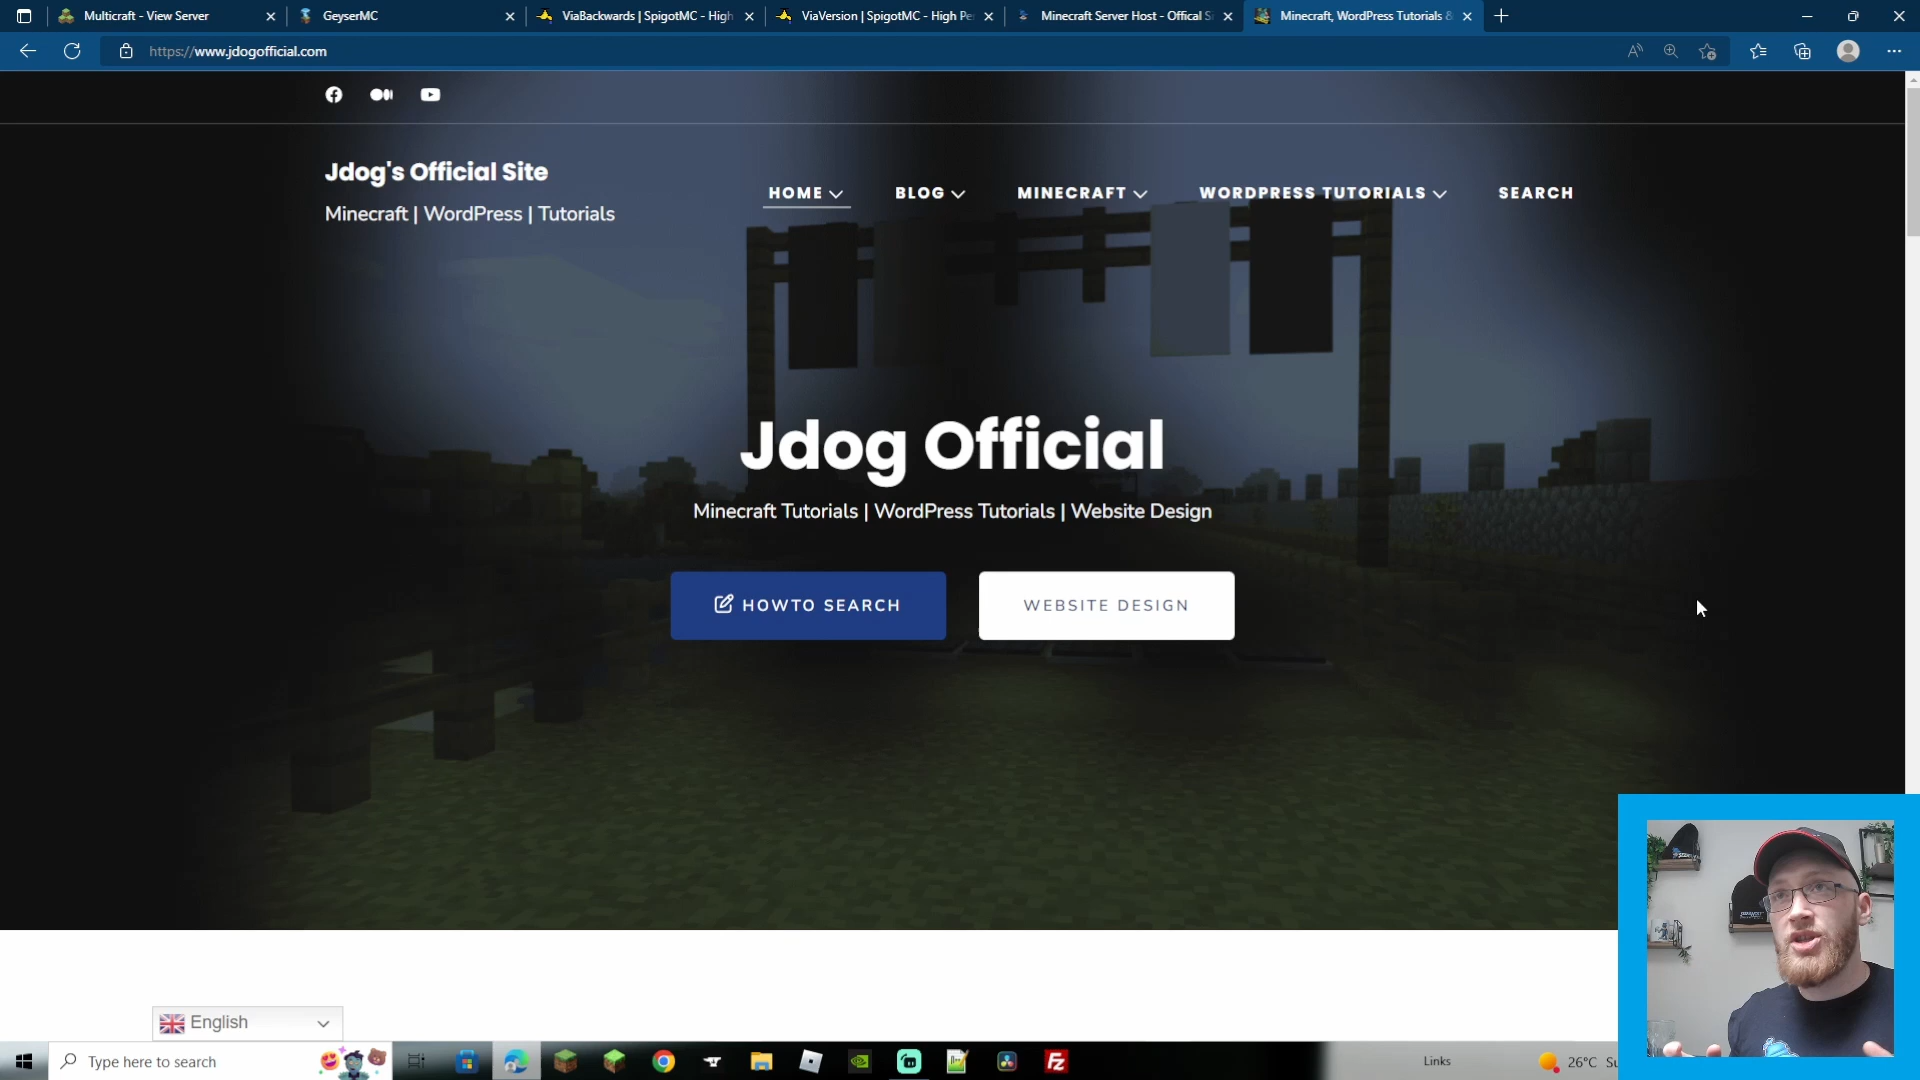 Multicraft - View Server
GeyserMC
ViaBackwards | SpigotMC - High
ViaVersion | SpigotMC - High Pe
Minecraft Server Host - Offical S
Minecraft, WordPress Tutorials &
https://www.jdogofficial.com
Jdog's Official Site
Minecraft | WordPress | Tutorials
HOME
BLOG
MINECRAFT
WORDPRESS TUTORIALS
SEARCH
Jdog Official
Minecraft Tutorials | WordPress Tutorials | Website Design
HOWTO SEARCH
WEBSITE DESIGN
English
Type here to search
Links
26°C Su